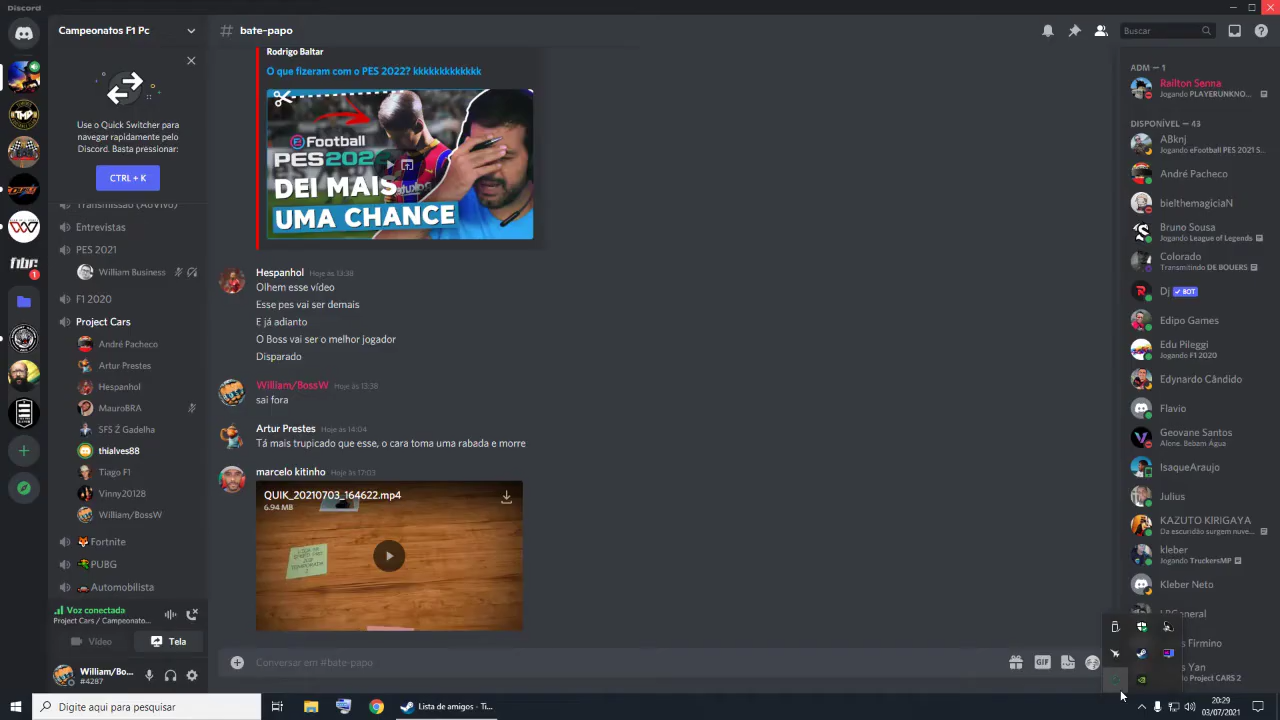 Discord
Campeonatos F1 Pc
bate-papo
Buscar
Use o Quick Switcher para
navegar rapidamente pelo
Discord. Basta pressionar:
CTRL + K
Transmissão (AoVivo)
Entrevistas
PES 2021
William Business
F1 2020
Project Cars
André Pacheco
Artur Prestes
Hespanhol
MauroBRA
SF5 Z Gadelha
thialves88
Tiago F1
Vinny20128
William/BossW
Fortnite
PUBG
Automobilista
Voz conectada
Project Cars / Campeonato...
Vídeo
Tela
William/Bo...
#4287
Rodrigo Baltar
O que fizeram com o PES 2022? kkkkkkkkkkkkk
eFootball
PES202
DEI MAIS
UMA CHANCE
Hespanhol Hoje às 13:38
Olhem esse vídeo
Esse pes vai ser demais
E já adianto
O Boss vai ser o melhor jogador
Disparado
William/BossW Hoje às 13:38
sai fora
Artur Prestes Hoje às 14:04
Tá mais trupicado que esse, o cara toma uma rabada e morre
marcelo kitinho Hoje às 17:03
QUIK_20210703_164622.mp4
6.94 MB
Conversar em #bate-papo
GIF
ADM — 1
Railton Senna
Jogando PLAYERUNKNO...
DISPONÍVEL — 43
ABknj
Jogando eFootball PES 2021 S...
André Pacheco
bielthemagiciaN
Bruno Sousa
Jogando League of Legends
Colorado
Transmitindo DE BOUERS
Dj BOT
Edipo Games
Edu Pileggi
Jogando F1 2020
Edynardo Cândido
Flavio
Geovane Santos
Alone. Bebam Água
IsaqueAraujo
Julius
KAZUTO KIRIGAYA
Da escundão surgem nuve...
kleber
Jogando TruckersMP
Kleber Neto
General
s Firmino
s Yan
Project CARS 2
Digite aqui para pesquisar
Lista de amigos - Ti...
20:29
03/07/2021